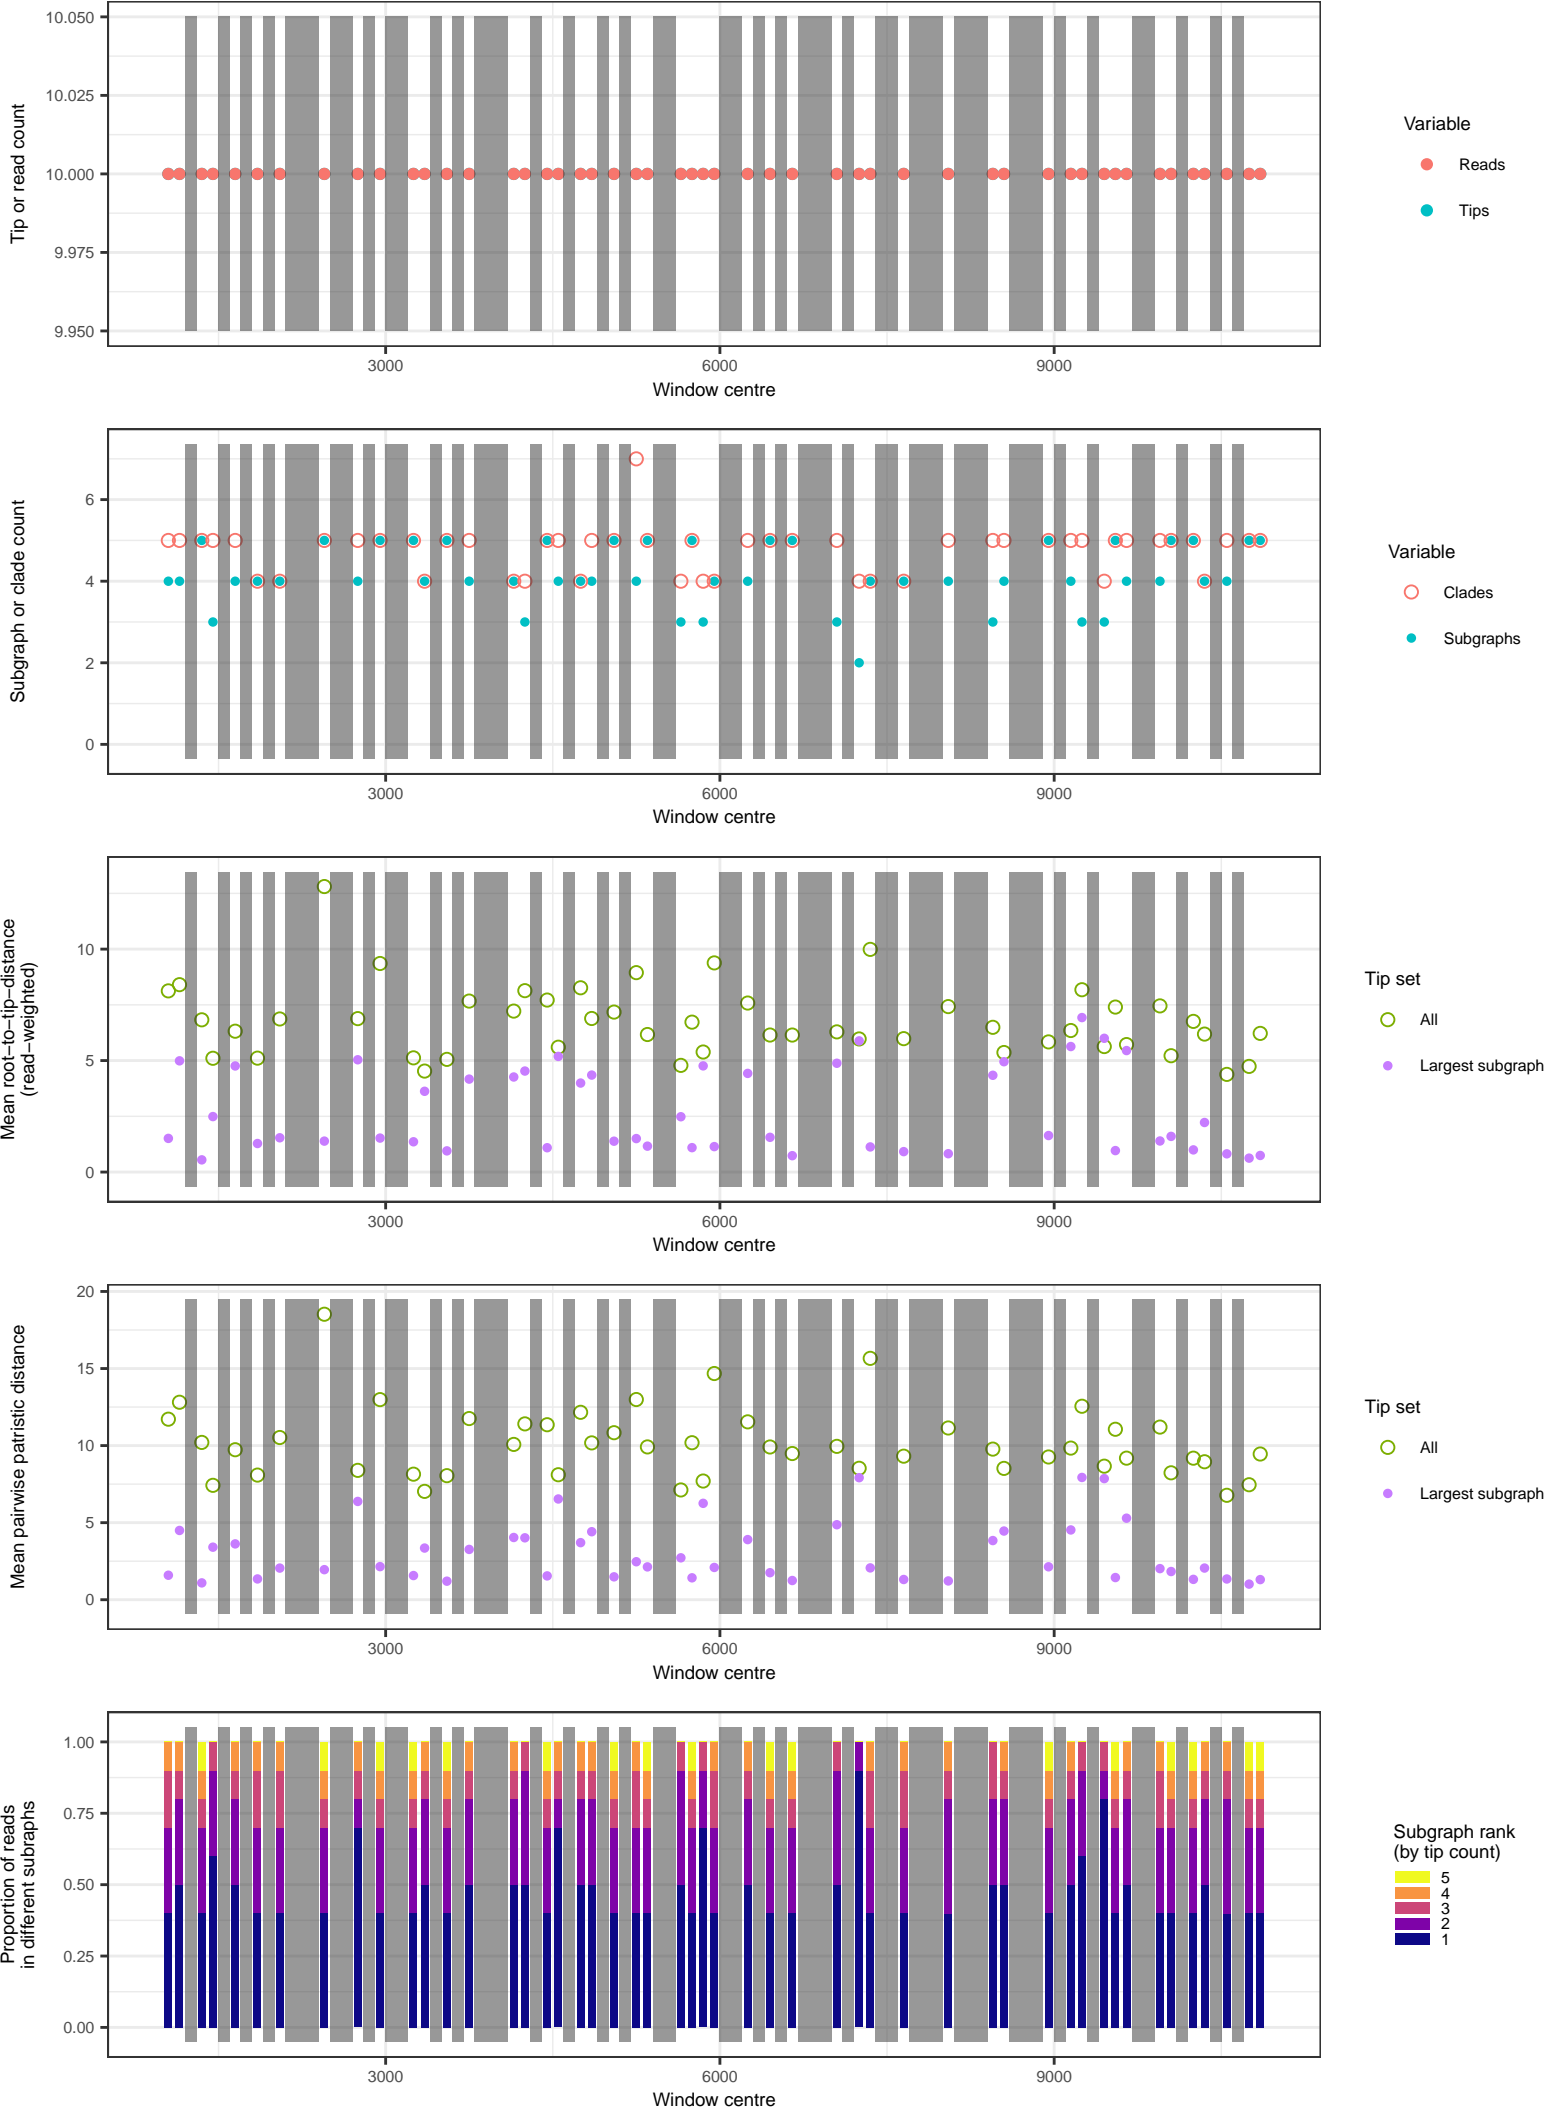 10.050
10.025
10.000
9.975
9.950
Tip or read count
3000
6000
9000
Window centre
Variable
Reads
Tips
6
4
2
0
Subgraph or clade count
3000
6000
9000
Window centre
Variable
Clades
Subgraphs
10
5
0
Mean root−to−tip−distance
(read−weighted)
3000
6000
9000
Window centre
Tip set
All
Largest subgraph
20
15
10
5
0
Mean pairwise patristic distance
3000
6000
9000
Window centre
Tip set
All
Largest subgraph
1.00
0.75
0.50
0.25
0.00
Proportion of reads
in different subraphs
3000
6000
9000
Window centre
Subgraph rank
(by tip count)
5
4
3
2
1